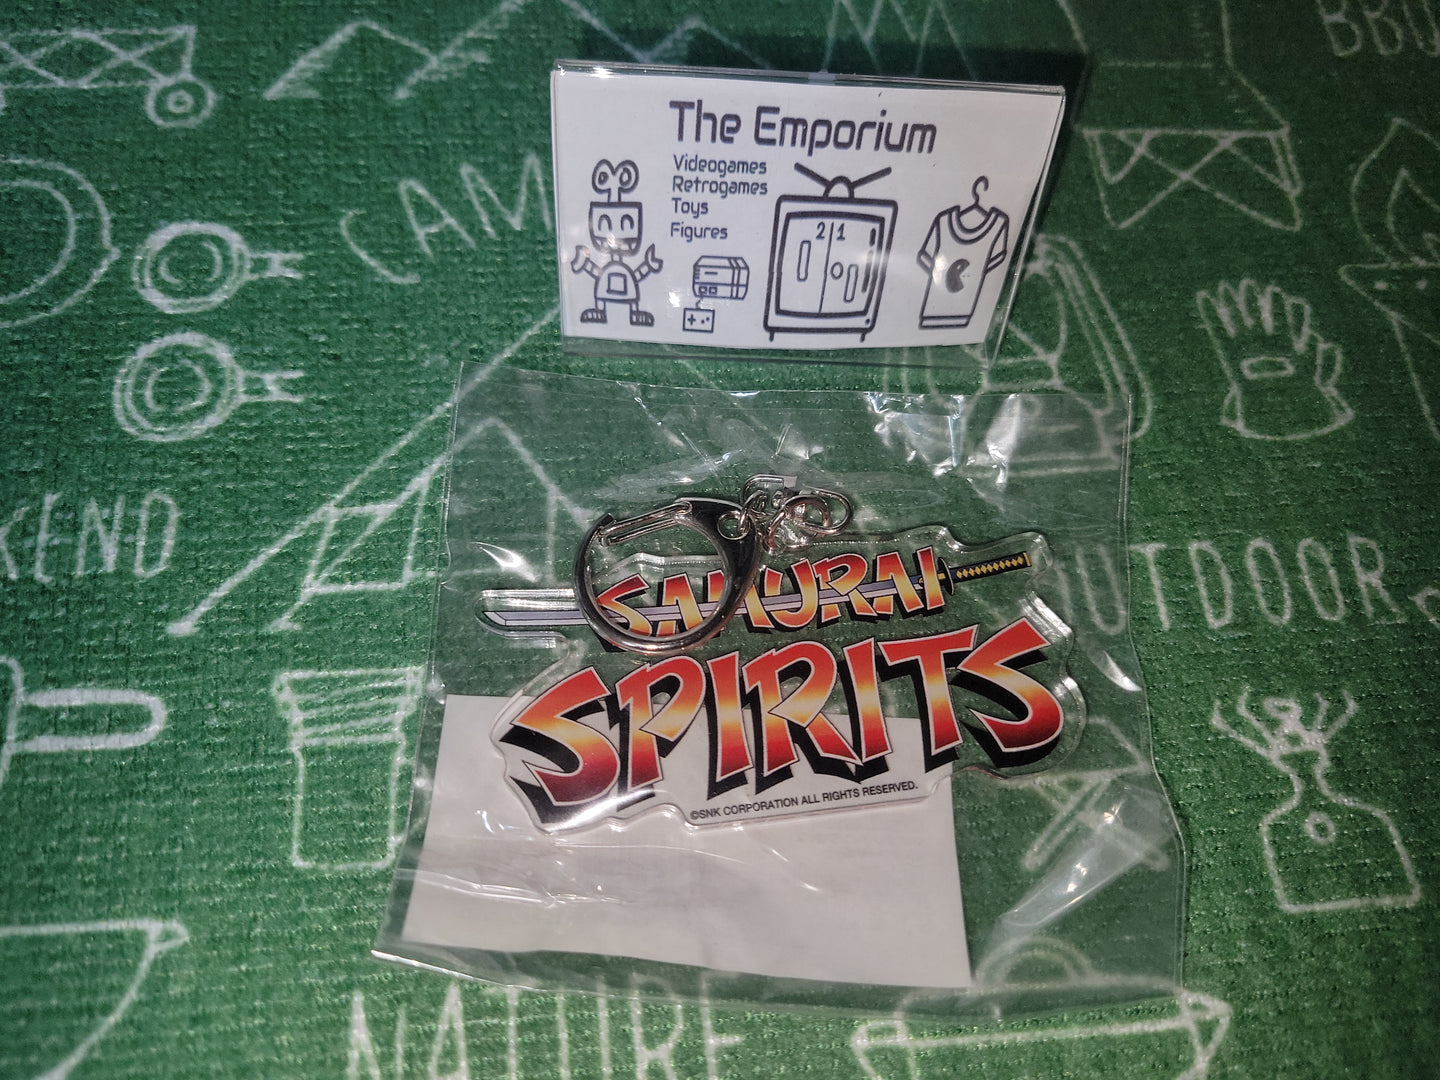 BBQ
The Emporium
Videogames
Retrogames
Toys
Figures
2 1
CAM
KEND
OUTDOOR
SAMURAI
SPIRITS
©SNK CORPORATION ALL RIGHTS RESERVED.
NATURE